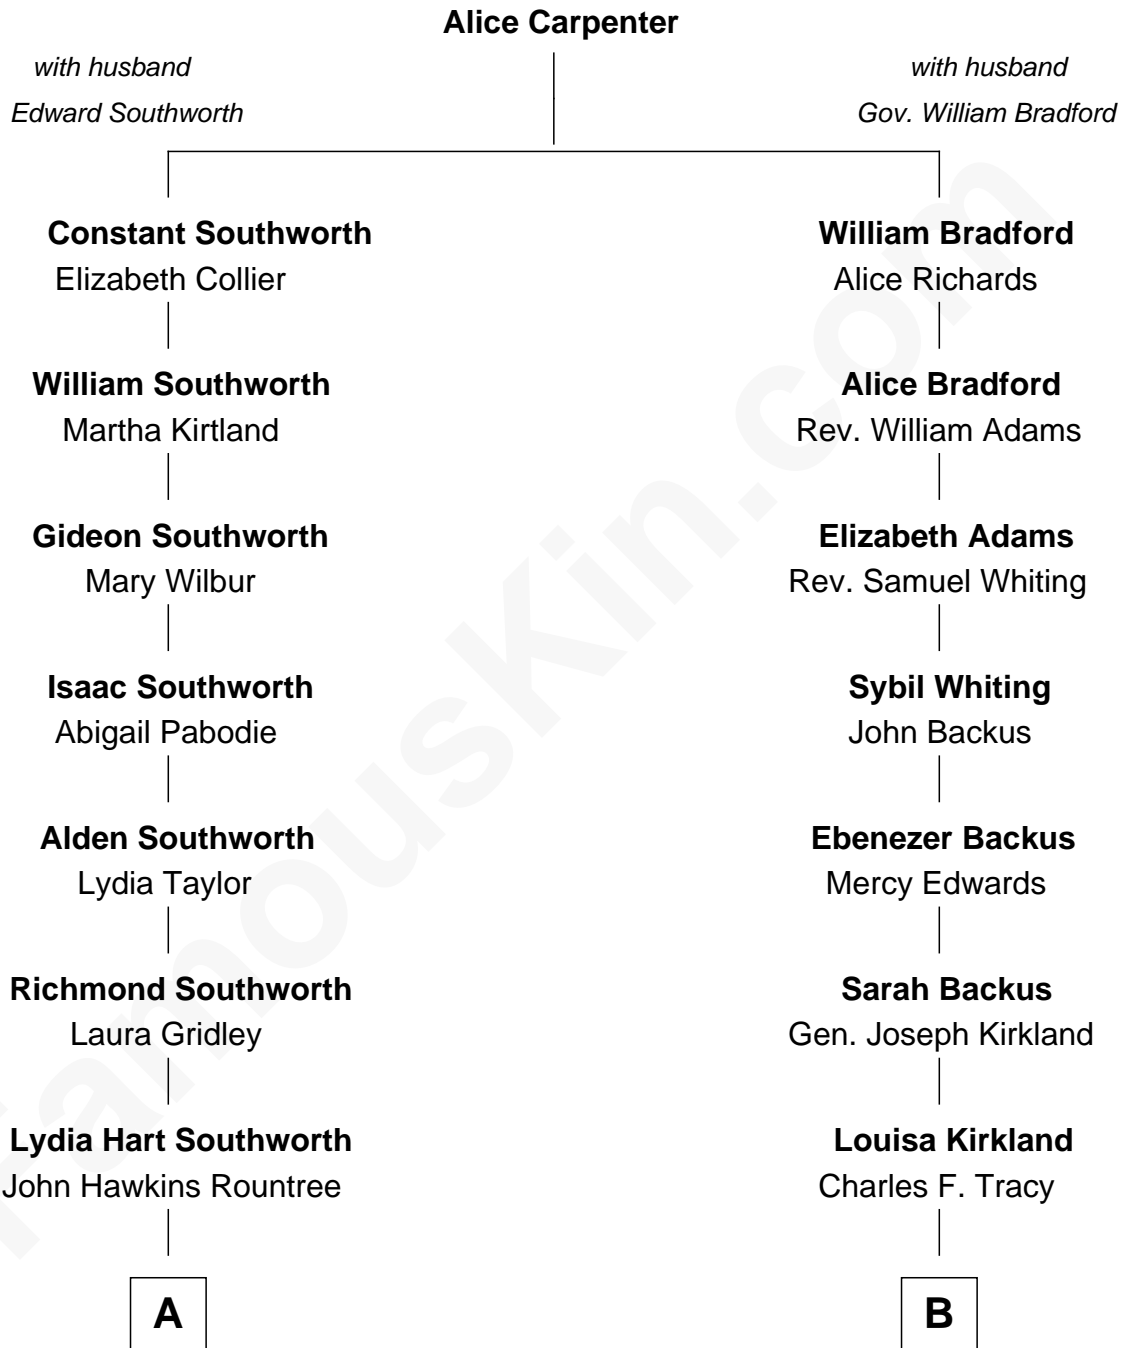 Alice Carpenter
with husband
Edward Southworth
with husband
Gov. William Bradford
Constant Southworth
Elizabeth Collier
William Bradford
Alice Richards
William Southworth
Martha Kirtland
Alice Bradford
Rev. William Adams
Gideon Southworth
Mary Wilbur
Elizabeth Adams
Rev. Samuel Whiting
Isaac Southworth
Abigail Pabodie
Sybil Whiting
John Backus
Alden Southworth
Lydia Taylor
Ebenezer Backus
Mercy Edwards
Richmond Southworth
Laura Gridley
Sarah Backus
Gen. Joseph Kirkland
Lydia Hart Southworth
John Hawkins Rountree
Louisa Kirkland
Charles F. Tracy
A
B
FamousKin.com